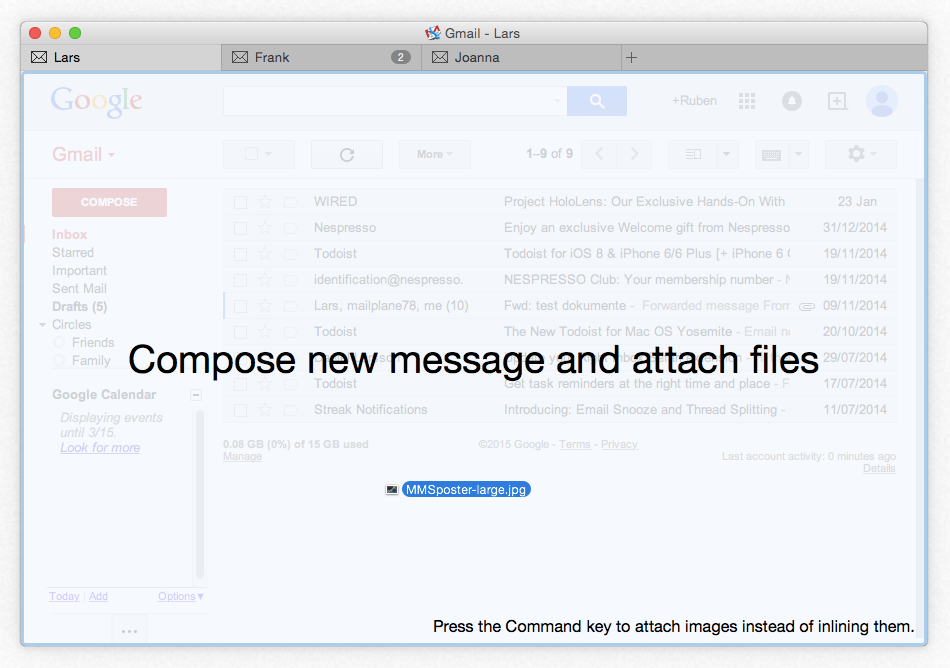 Gmail - Lars
Lars
Frank 2
Joanna
Google
+Ruben
Gmail
More
1–9 of 9
COMPOSE
Inbox
Starred
Important
Sent Mail
Drafts (5)
Circles
Friends
Family
WIRED Project HoloLens: Our Exclusive Hands-On With 23 Jan
Nespresso Enjoy an exclusive Welcome gift from Nespresso 31/12/2014
Todoist Todoist for iOS 8 & iPhone 6/6 Plus [+ iPhone 6 19/11/2014
identification@nespresso. NESPRESSO Club: Your membership number - 19/11/2014
Lars, mailplane78, me (10) Fwd: test dokumente - Forwarded message From 09/11/2014
Todoist The New Todoist for Mac OS Yosemite - Email 20/10/2014
29/07/2014
Compose new message and attach files
Todoist Get task reminders at the right time and place - 17/07/2014
Streak Notifications Introducing: Email Snooze and Thread Splitting - 11/07/2014
Google Calendar
Displaying events
until 3/15.
Look for more
0.08 GB (0%) of 15 GB used
Manage
©2015 Google - Terms - Privacy
Last account activity: 0 minutes ago
Details
MMSposter-large.jpg
Today | Add Options▼
Press the Command key to attach images instead of inlining them.